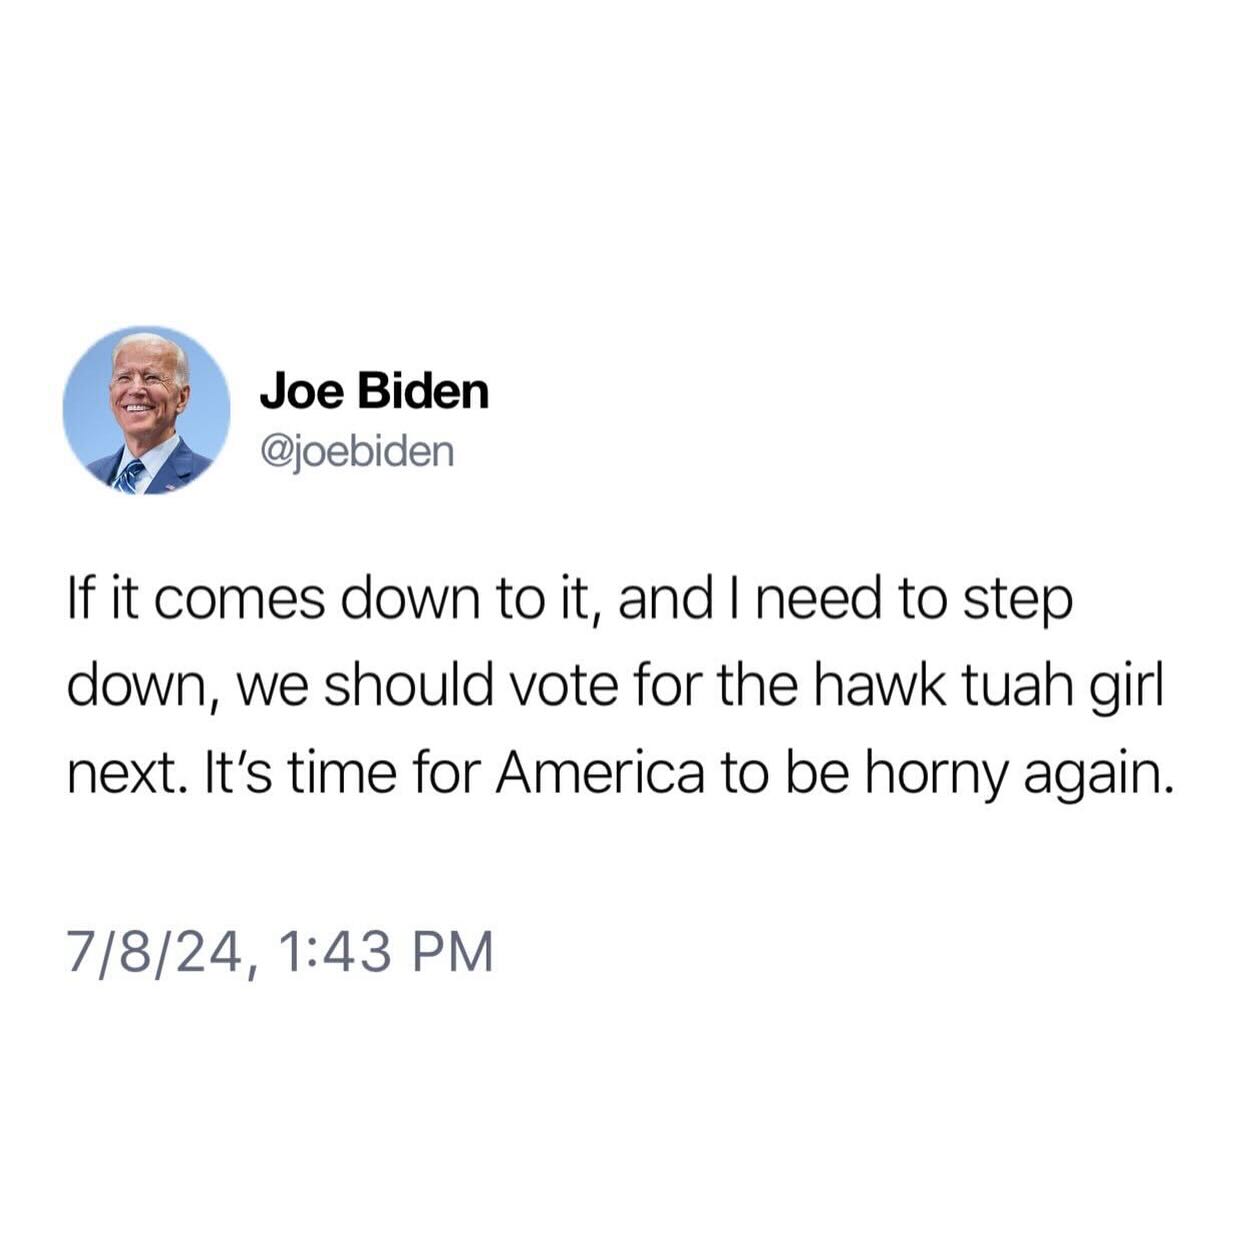 Joe Biden
@joebiden
If it comes down to it, and I need to step
down, we should vote for the hawk tuah girl
next. It’s time for America to be horny again.
7/8/24, 1:43 PM